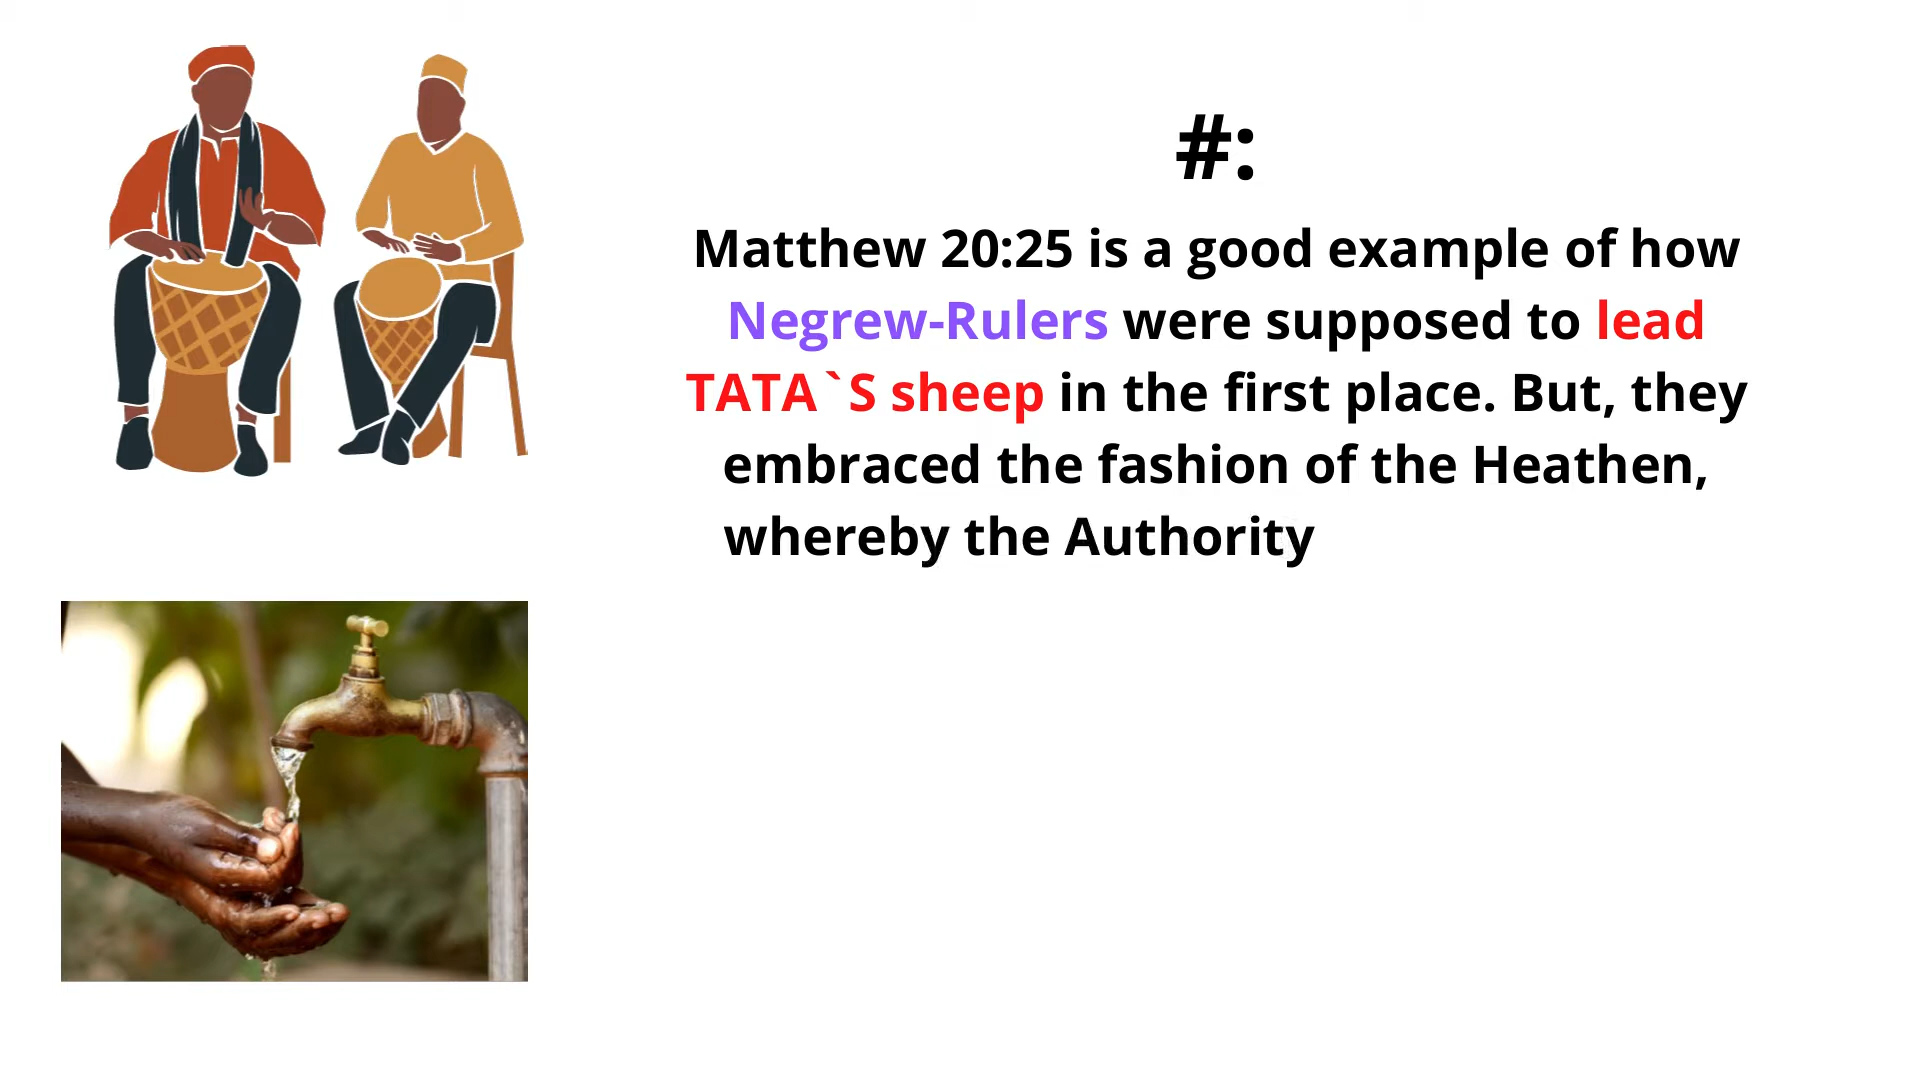 #:
Matthew 20:25 is a good example of how
Negrew-Rulers were supposed to lead
TATA`S sheep in the first place. But, they
embraced the fashion of the Heathen,
whereby the Authority